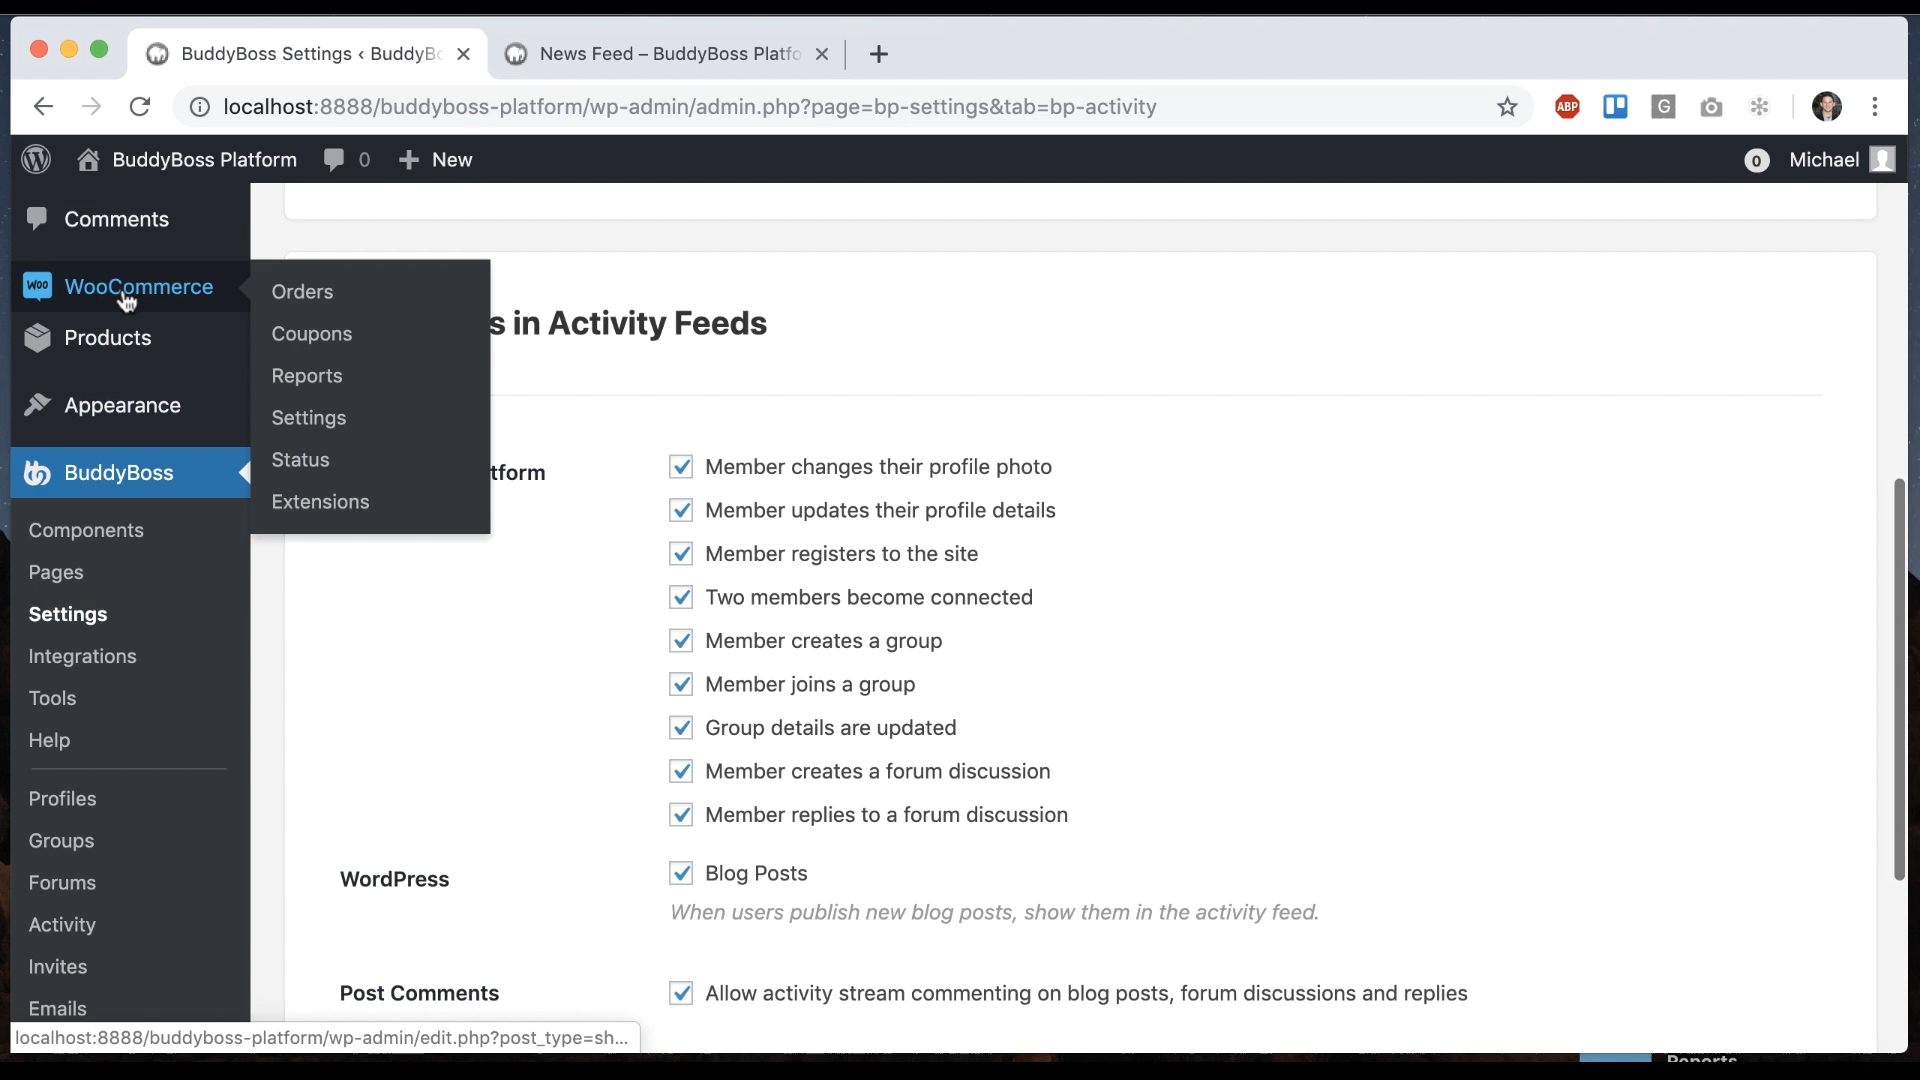 BuddyBoss Settings ‹ BuddyBo
News Feed – BuddyBoss Platfo
localhost:8888/buddyboss-platform/wp-admin/admin.php?page=bp-settings&tab=bp-activity
ABP
G
BuddyBoss Platform
0
New
0
Michael
Comments
Woo
WooCommerce
Products
Appearance
BuddyBoss
Components
Pages
Settings
Integrations
Tools
Help
Profiles
Groups
Forums
Activity
Invites
Emails
Orders
Coupons
Reports
Settings
Status
Extensions
s in Activity Feeds
tform
Member changes their profile photo
Member updates their profile details
Member registers to the site
Two members become connected
Member creates a group
Member joins a group
Group details are updated
Member creates a forum discussion
Member replies to a forum discussion
WordPress
Blog Posts
When users publish new blog posts, show them in the activity feed.
Post Comments
Allow activity stream commenting on blog posts, forum discussions and replies
localhost:8888/buddyboss-platform/wp-admin/edit.php?post_type=sh...